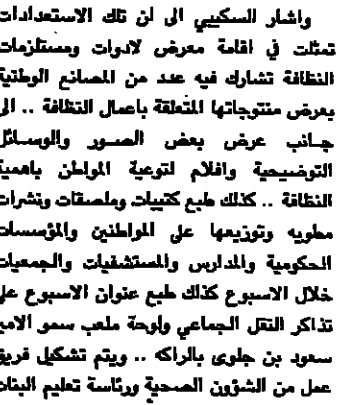 واشار السكيبي الى ان تلك الاستعدادات
تمثلت في اقامة معرض لادوات ومستلزمات
النظافة تشارك فيه عدد من المصانع الوطنية
بعرض منتوجاتها المتعلقة باعمال النظافة .. الى
جانب عرض بعض الصور والوسائل
التوضيحية وافلام لتوعية المواطن باهمية
النظافة .. كذلك طبع كتيبات وملصقات ونشرات
مطويه وتوزيعها على المواطنين والمؤسسات
الحكومية والمدارس والمستشفيات والجمعيات
خلال الاسبوع كذلك طبع عنوان الاسبوع على
تذاكر النقل الجماعي ولوحة ملعب سمو الامير
سعود بن جلوى بالراكه .. ويتم تشكيل فريق
عمل من الشؤون الصحية ورئاسة تعليم البنات